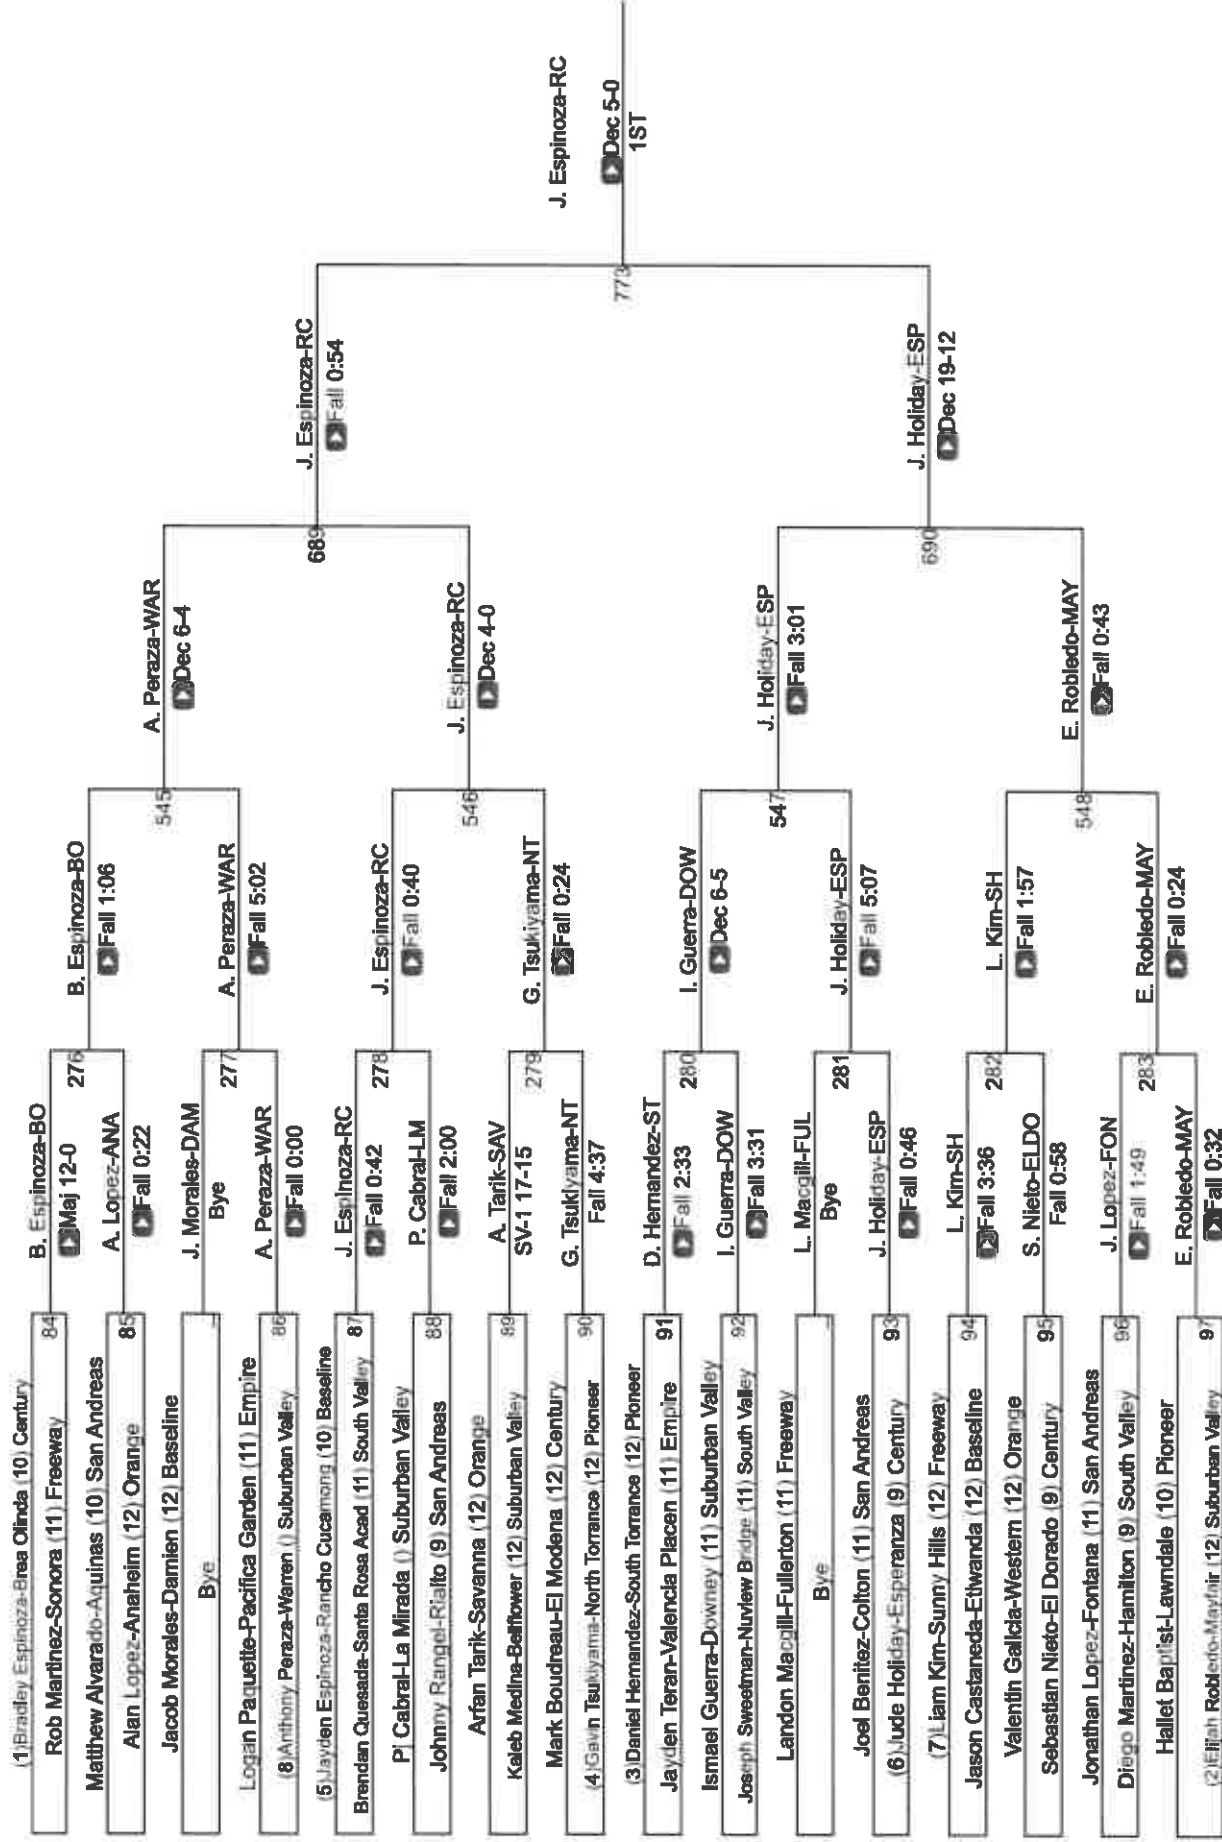 (1)Bradley Espinoza-Brea Olinda (10) Century
Rob Martinez-Sonora (11) Freeway
84
Matthew Alvarado-Aquinas (10) San Andreas
Alan Lopez-Anaheim (12) Orange
85
Jacob Morales-Damien (12) Baseline
Bye
Logan Paquette-Pacifica Garden (11) Empire
(8)Anthony Peraza-Warren () Suburban Valley
86
(5)Jayden Espinoza-Rancho Cucamong (10) Baseline
Brendan Quesada-Santa Rosa Acad (11) South Valley
87
Pj Cabral-La Mirada () Suburban Valley
Johnny Rangel-Rialto (9) San Andreas
88
Arfan Tarik-Savanna (12) Orange
Kaleb Medina-Bellflower (12) Suburban Valley
89
Mark Boudreau-El Modena (12) Century
(4)Gavin Tsukiyama-North Torrance (12) Pioneer
90
(3)Daniel Hernandez-South Torrance (12) Pioneer
Jayden Teran-Valencia Placen (11) Empire
91
Ismael Guerra-Downey (11) Suburban Valley
Joseph Sweetman-Nuview Bridge (11) South Valley
92
Landon Macgill-Fullerton (11) Freeway
Bye
Joel Benitez-Colton (11) San Andreas
(6)Jude Holiday-Esperanza (9) Century
93
(7)Liam Kim-Sunny Hills (12) Freeway
Jason Castaneda-Etiwanda (12) Baseline
94
Valentin Galicia-Western (12) Orange
Sebastian Nieto-El Dorado (9) Century
95
Jonathan Lopez-Fontana (11) San Andreas
Diego Martinez-Hamilton (9) South Valley
96
Hallet Baptist-Lawndale (10) Pioneer
(2)Elijah Robledo-Mayfair (12) Suburban Valley
97
B. Espinoza-BO
Maj 12-0
276
A. Lopez-ANA
Fall 0:22
J. Morales-DAM
Bye
277
A. Peraza-WAR
Fall 0:00
J. Espinoza-RC
Fall 0:42
278
P. Cabral-LM
Fall 2:00
A. Tarik-SAV
SV-1 17-15
279
G. Tsukiyama-NT
Fall 4:37
D. Hernandez-ST
Fall 2:33
280
I. Guerra-DOW
Fall 3:31
L. Macgill-FUL
Bye
281
J. Holiday-ESP
Fall 0:46
L. Kim-SH
Fall 3:36
282
S. Nieto-ELDO
Fall 0:58
J. Lopez-FON
Fall 1:49
283
E. Robledo-MAY
Fall 0:32
B. Espinoza-BO
Fall 1:06
545
A. Peraza-WAR
Fall 5:02
J. Espinoza-RC
Fall 0:40
546
G. Tsukiyama-NT
Fall 0:24
I. Guerra-DOW
Dec 6-5
547
J. Holiday-ESP
Fall 5:07
L. Kim-SH
Fall 1:57
548
E. Robledo-MAY
Fall 0:24
A. Peraza-WAR
Dec 6-4
689
J. Espinoza-RC
Dec 4-0
J. Holiday-ESP
Fall 3:01
690
E. Robledo-MAY
Fall 0:43
J. Espinoza-RC
Fall 0:54
773
J. Holiday-ESP
Dec 19-12
J. Espinoza-RC
Dec 5-0
1ST